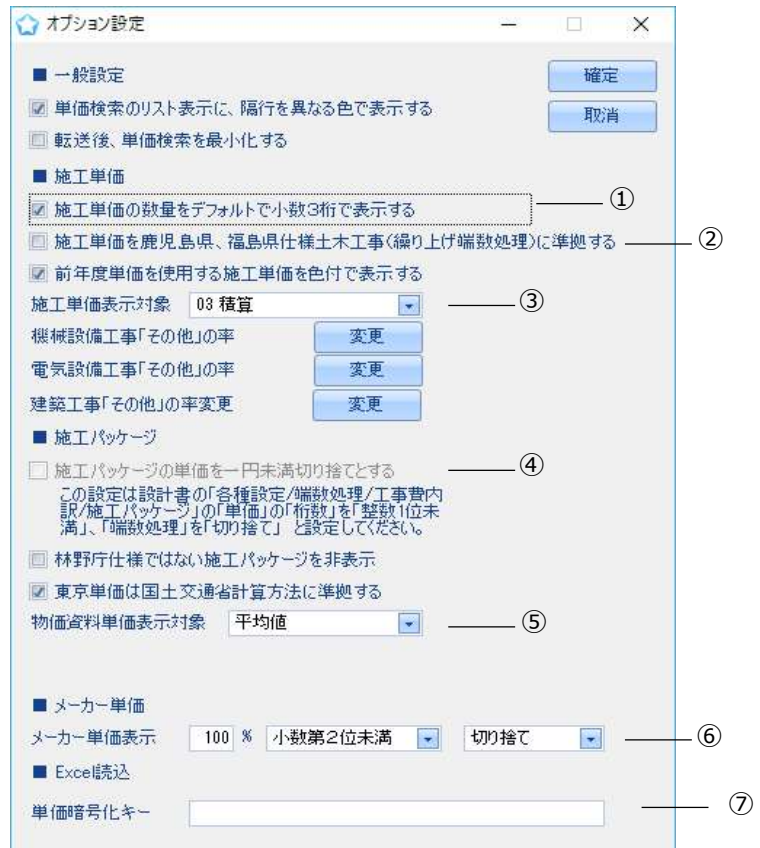 オプション設定
■ 一般設定
確定
単価検索のリスト表示に、隔行を異なる色で表示する
取消
転送後、単価検索を最小化する
■ 施工単価
施工単価の数量をデフォルトで小数3桁で表示する
①
施工単価を鹿児島県、福島県仕様土木工事(繰り上げ端数処理)に準拠する
②
前年度単価を使用する施工単価を色付で表示する
施工単価表示対象 03 積算
③
機械設備工事「その他」の率 変更
電気設備工事「その他」の率 変更
建築工事「その他」の率変更 変更
■ 施工パッケージ
施工パッケージの単価を一円未満切り捨てとする
④
この設定は設計書の「各種設定/端数処理/工事費内
訳/施工パッケージ」の「単価」の「桁数」を「整数1位未
満」、「端数処理」を「切り捨て」 と設定してください。
林野庁仕様ではない施工パッケージを非表示
東京単価は国土交通省計算方法に準拠する
物価資料単価表示対象 平均値
⑤
■ メーカー単価
メーカー単価表示 100 % 小数第2位未満 切り捨て
⑥
■ Excel読込
単価暗号化キー
⑦